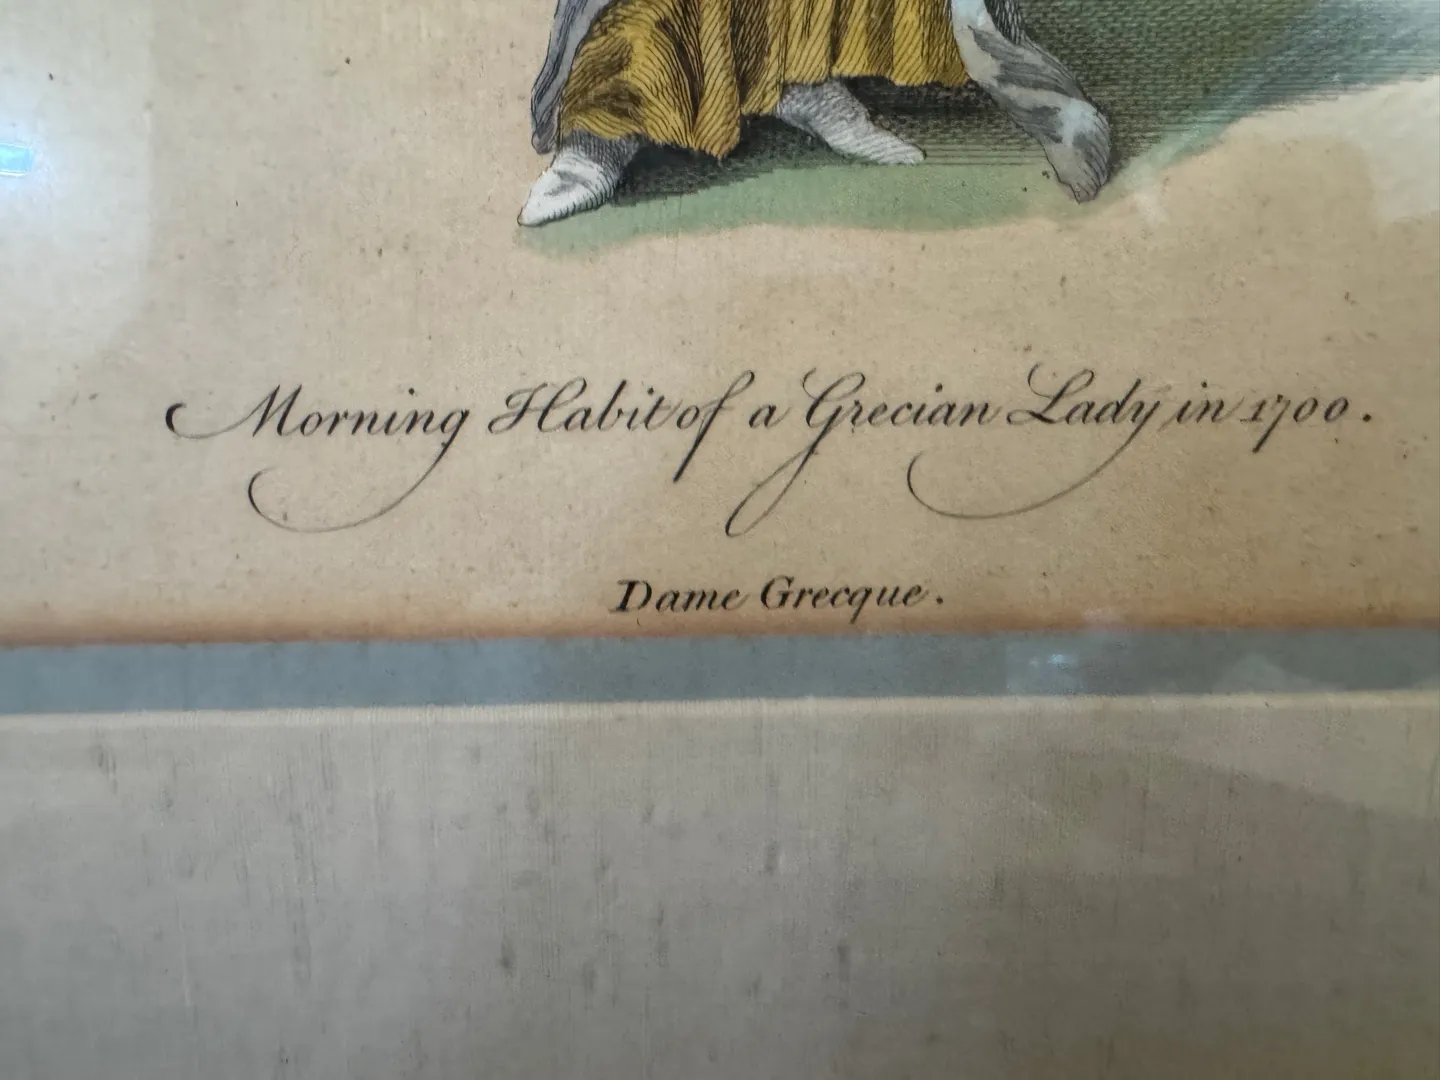 Morning Habit of a Grecian Lady in 1700.
Dame Grecque.